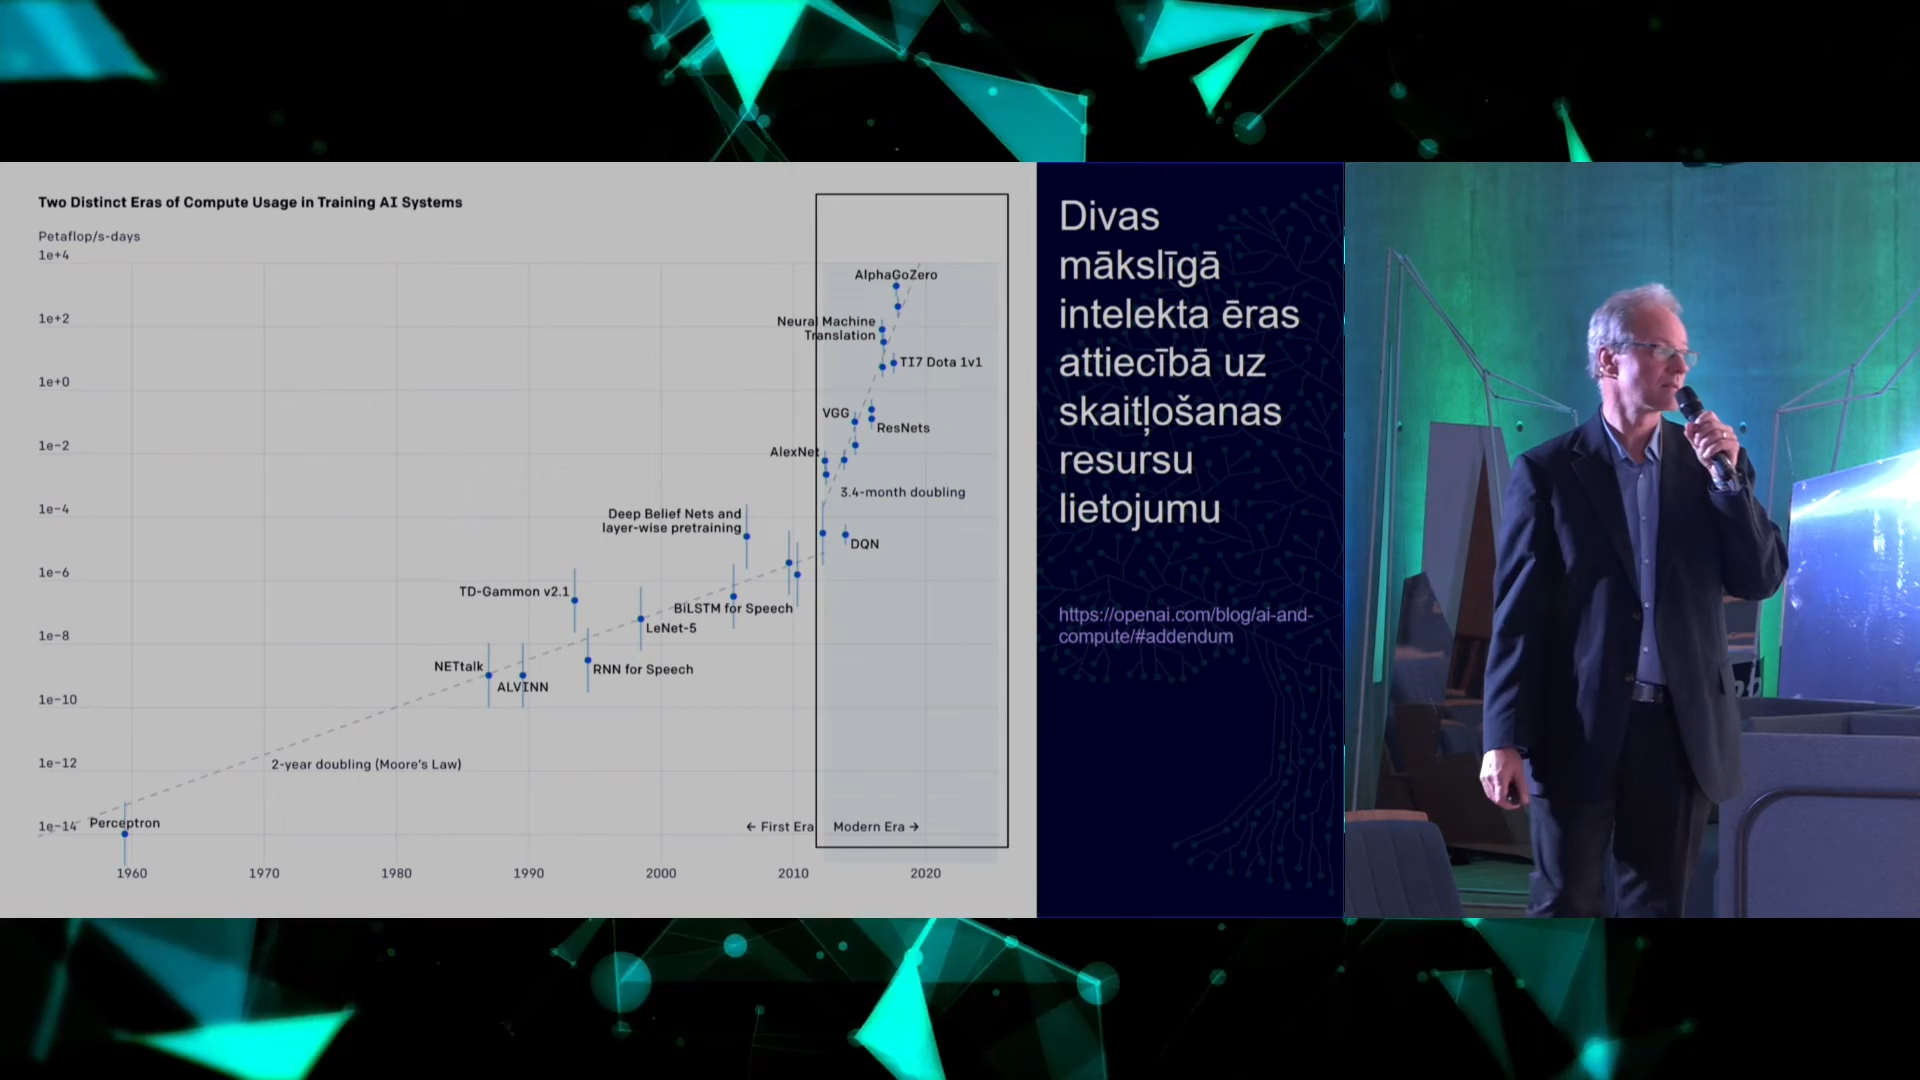 Two Distinct Eras of Compute Usage in Training AI Systems
Petaflop/s-days
1e+4
1e+2
1e+0
1e-2
1e-4
1e-6
1e-8
1e-10
1e-12
1e-14
AlphaGoZero
Neural Machine
Translation
TI7 Dota 1v1
VGG
ResNets
AlexNet
3.4-month doubling
Deep Belief Nets and
layer-wise pretraining
DQN
TD-Gammon v2.1
BiLSTM for Speech
LeNet-5
NETtalk
RNN for Speech
ALVINN
2-year doubling (Moore's Law)
Perceptron
← First Era
Modern Era →
1960
1970
1980
1990
2000
2010
2020
Divas
mākslīgā
intelekta ēras
attiecībā uz
skaitļošanas
resursu
lietojumu
https://openai.com/blog/ai-and-
compute/#addendum